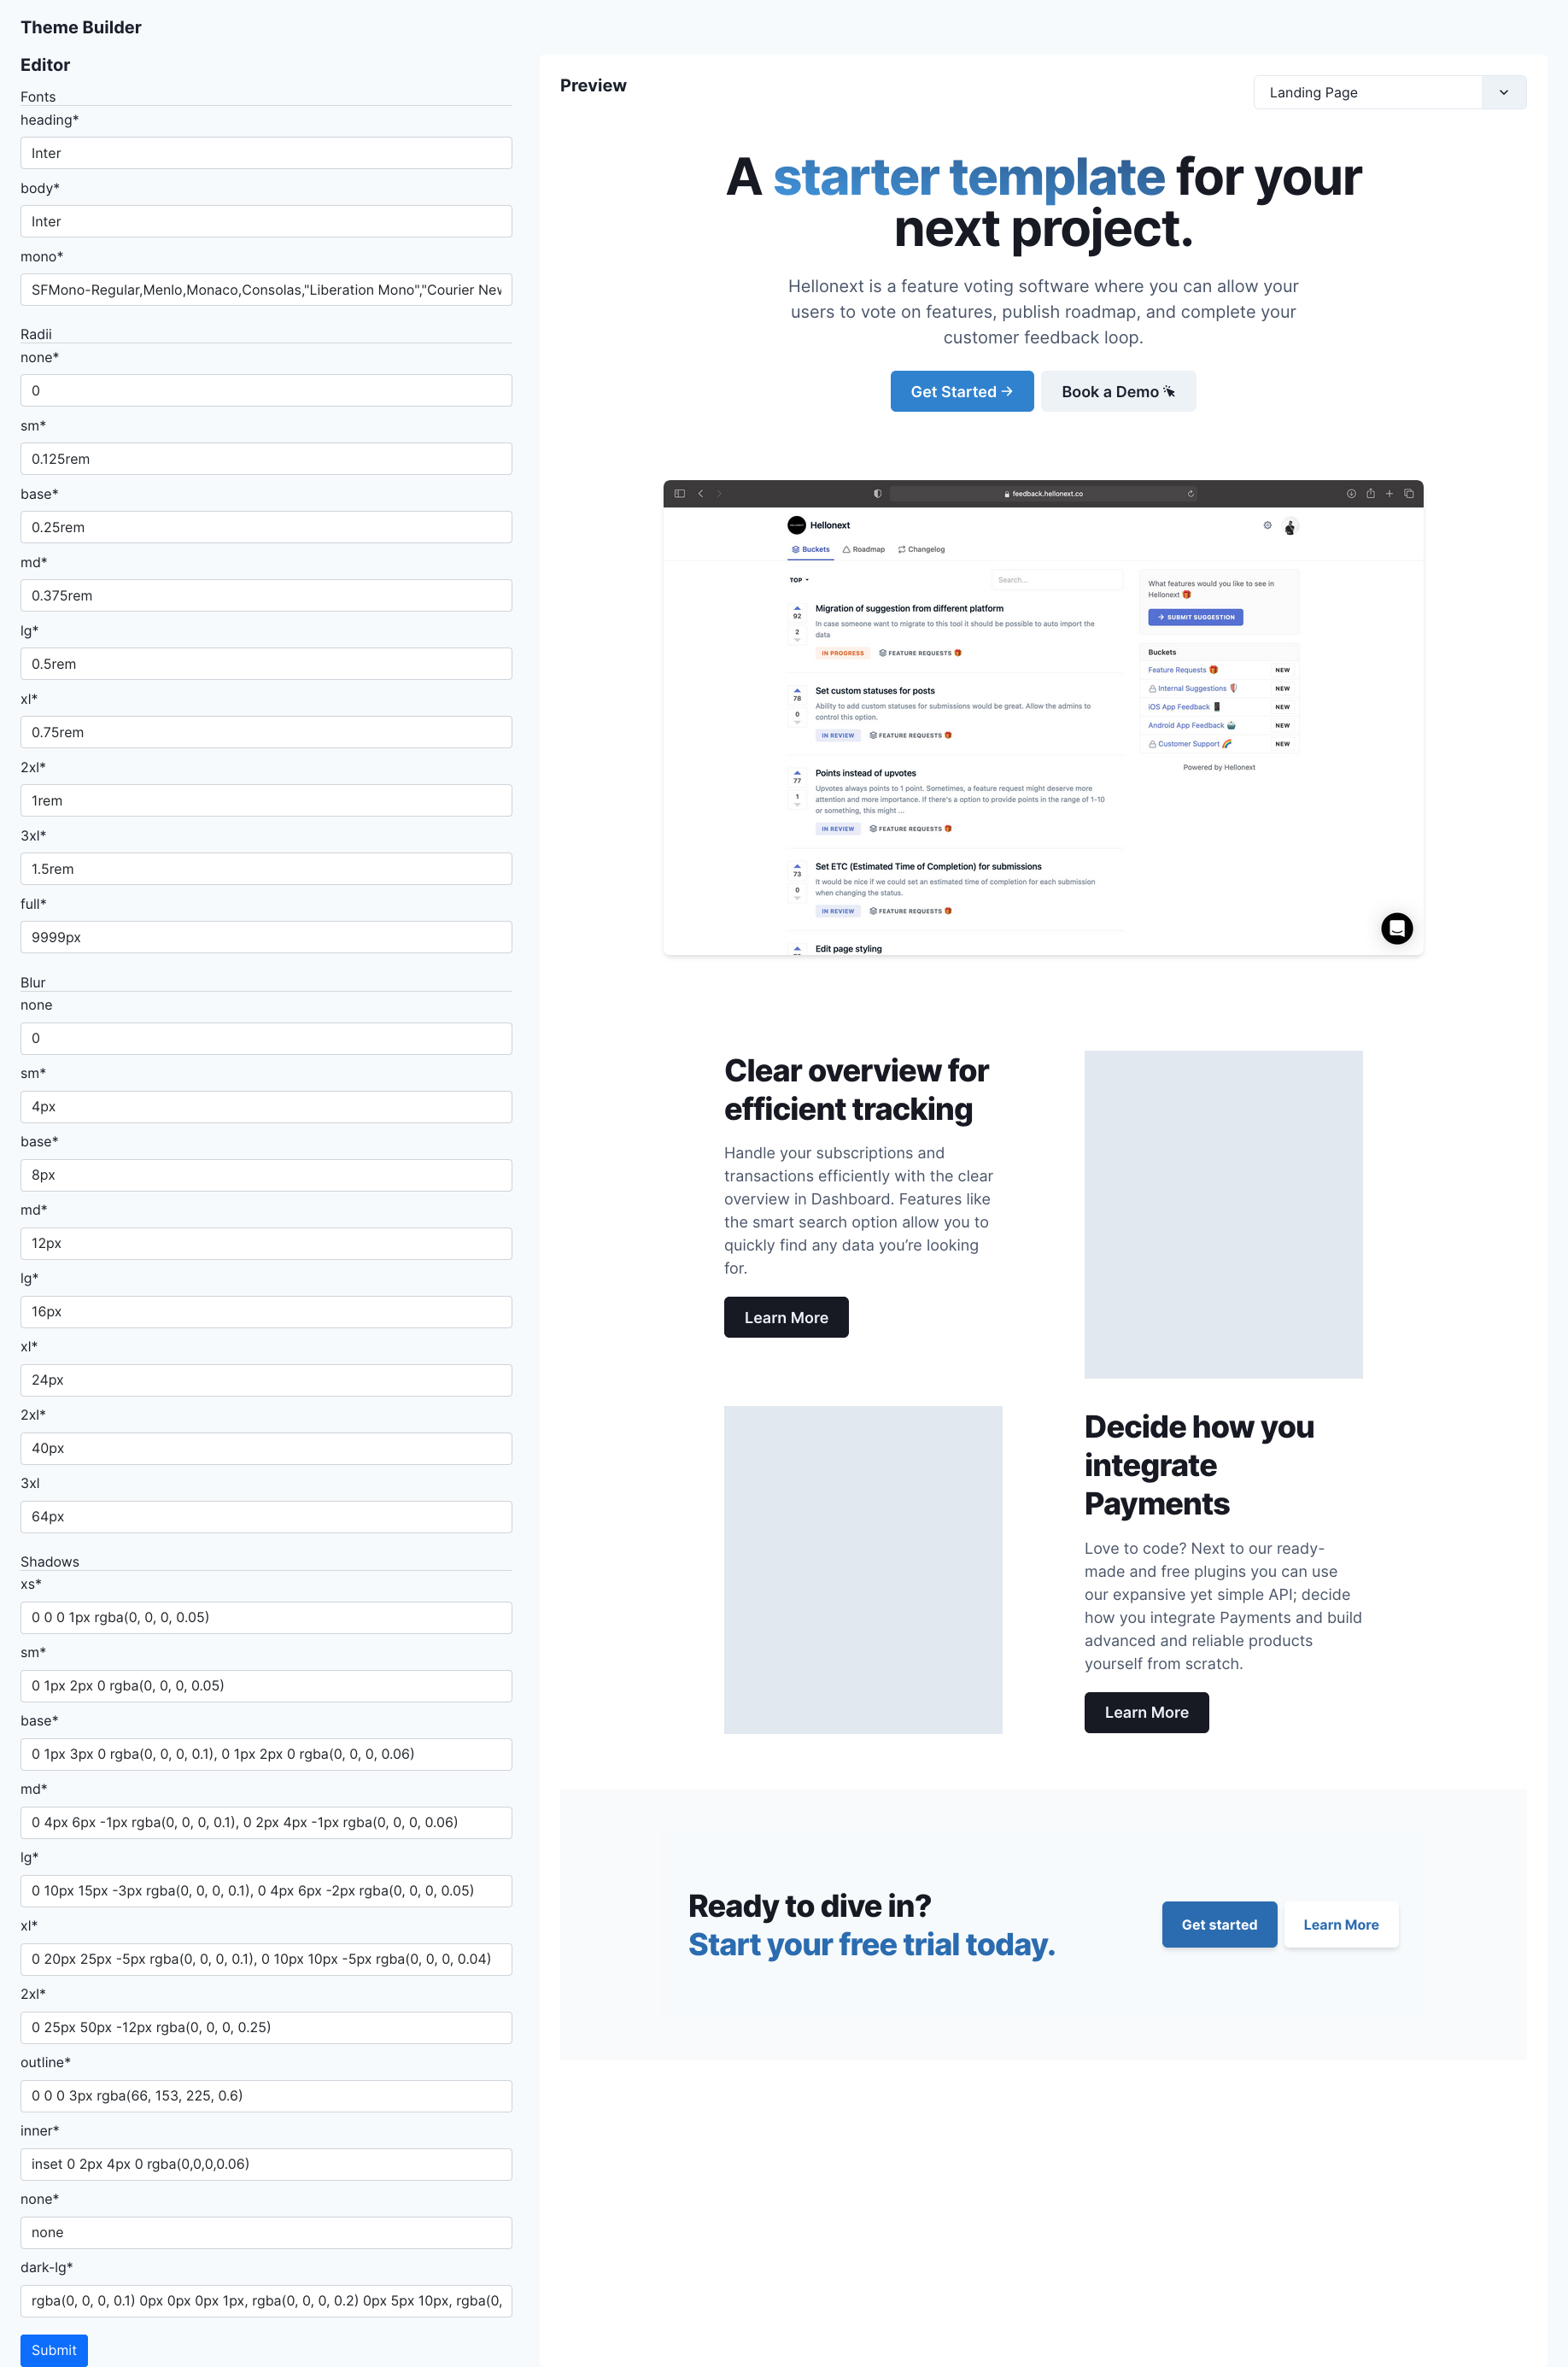 Theme Builder
Editor
Fonts
heading*
Inter
body*
Inter
mono*
SFMono-Regular,Menlo,Monaco,Consolas,"Liberation Mono","Courier
Radii
none*
0
sm*
0.125rem
base*
0.25rem
md*
0.375rem
lg*
0.5rem
xl*
0.75rem
2xl*
1rem
3xl*
1.5rem
full*
9999px
Blur
none
0
sm*
4px
base*
8px
md*
12px
lg*
16px
xl*
24px
2xl*
40px
3xl
64px
Shadows
xs*
0 0 0 1px rgba(0, 0, 0, 0.05)
sm*
0 1px 2px 0 rgba(0, 0, 0, 0.05)
base*
0 1px 3px 0 rgba(0, 0, 0, 0.1), 0 1px 2px 0 rgba(0, 0, 0, 0.06)
md*
0 4px 6px -1px rgba(0, 0, 0, 0.1), 0 2px 4px -1px rgba(0, 0, 0, 0.06)
lg*
0 10px 15px -3px rgba(0, 0, 0, 0.1), 0 4px 6px -2px rgba(0, 0, 0, 0.05)
xl*
0 20px 25px -5px rgba(0, 0, 0, 0.1), 0 10px 10px -5px rgba(0, 0, 0, 0.04)
2xl*
0 25px 50px -12px rgba(0, 0, 0, 0.25)
outline*
0 0 0 3px rgba(66, 153, 225, 0.6)
inner*
inset 0 2px 4px 0 rgba(0,0,0,0.06)
none*
none
dark-lg*
rgba(0, 0, 0, 0.1) 0px 0px 0px 1px, rgba(0, 0, 0, 0.2) 0px 5px 10px, rgba(0,
Submit
Preview
Landing Page
A starter template for your
next project.
Hellonext is a feature voting software where you can allow your
users to vote on features, publish roadmap, and complete your
customer feedback loop.
Get Started
Book a Demo
feedback.hellonext.co
Hellonext
Buckets
Roadmap
Changelog
TOP
Search...
92
2
Migration of suggestion from different platform
In case someone want to migrate to this tool it should be possible to auto import the
data
IN PROGRESS
FEATURE REQUESTS
78
0
Set custom statuses for posts
Ability to add custom statuses for submissions would be great. Allow the admins to
control this option.
IN REVIEW
FEATURE REQUESTS
77
1
Points instead of upvotes
Upvotes always points to 1 point. Sometimes, a feature request might deserve more
attention and more importance. If there's a option to provide points in the range of 1-10
or something, this might ...
IN REVIEW
FEATURE REQUESTS
73
0
Set ETC (Estimated Time of Completion) for submissions
It would be nice if we could set an estimated time of completion for each submission
when changing the status.
IN REVIEW
FEATURE REQUESTS
Edit page styling
What features would you like to see in
Hellonext
SUBMIT SUGGESTION
Buckets
Feature Requests
NEW
Internal Suggestions
NEW
iOS App Feedback
NEW
Android App Feedback
NEW
Customer Support
NEW
Powered by Hellonext
Clear overview for
efficient tracking
Handle your subscriptions and
transactions efficiently with the clear
overview in Dashboard. Features like
the smart search option allow you to
quickly find any data you’re looking
for.
Learn More
Decide how you
integrate
Payments
Love to code? Next to our ready-
made and free plugins you can use
our expansive yet simple API; decide
how you integrate Payments and build
advanced and reliable products
yourself from scratch.
Learn More
Ready to dive in?
Start your free trial today.
Get started
Learn More